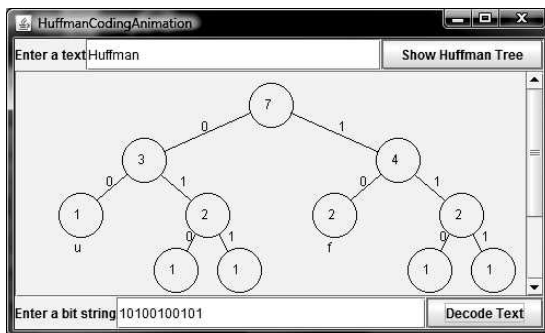 HuffmanCodingAnimation
Enter a text Huffman Show Huffman Tree
7
0 1
3 4
0 1 0 1
1 2 2 2
u 0 1 f 0 1
1 1 1 1
Enter a bit string 10100100101 Decode Text